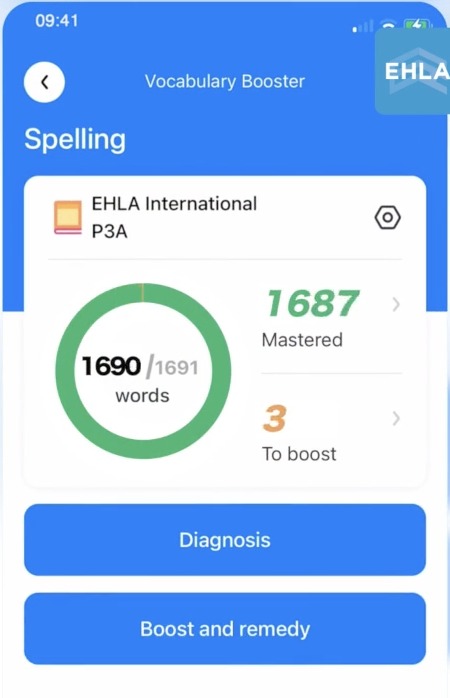 09:41
EHLA
Vocabulary Booster
Spelling
EHLA International
P3A
1687
Mastered
1690/1691
words
3
To boost
Diagnosis
Boost and remedy